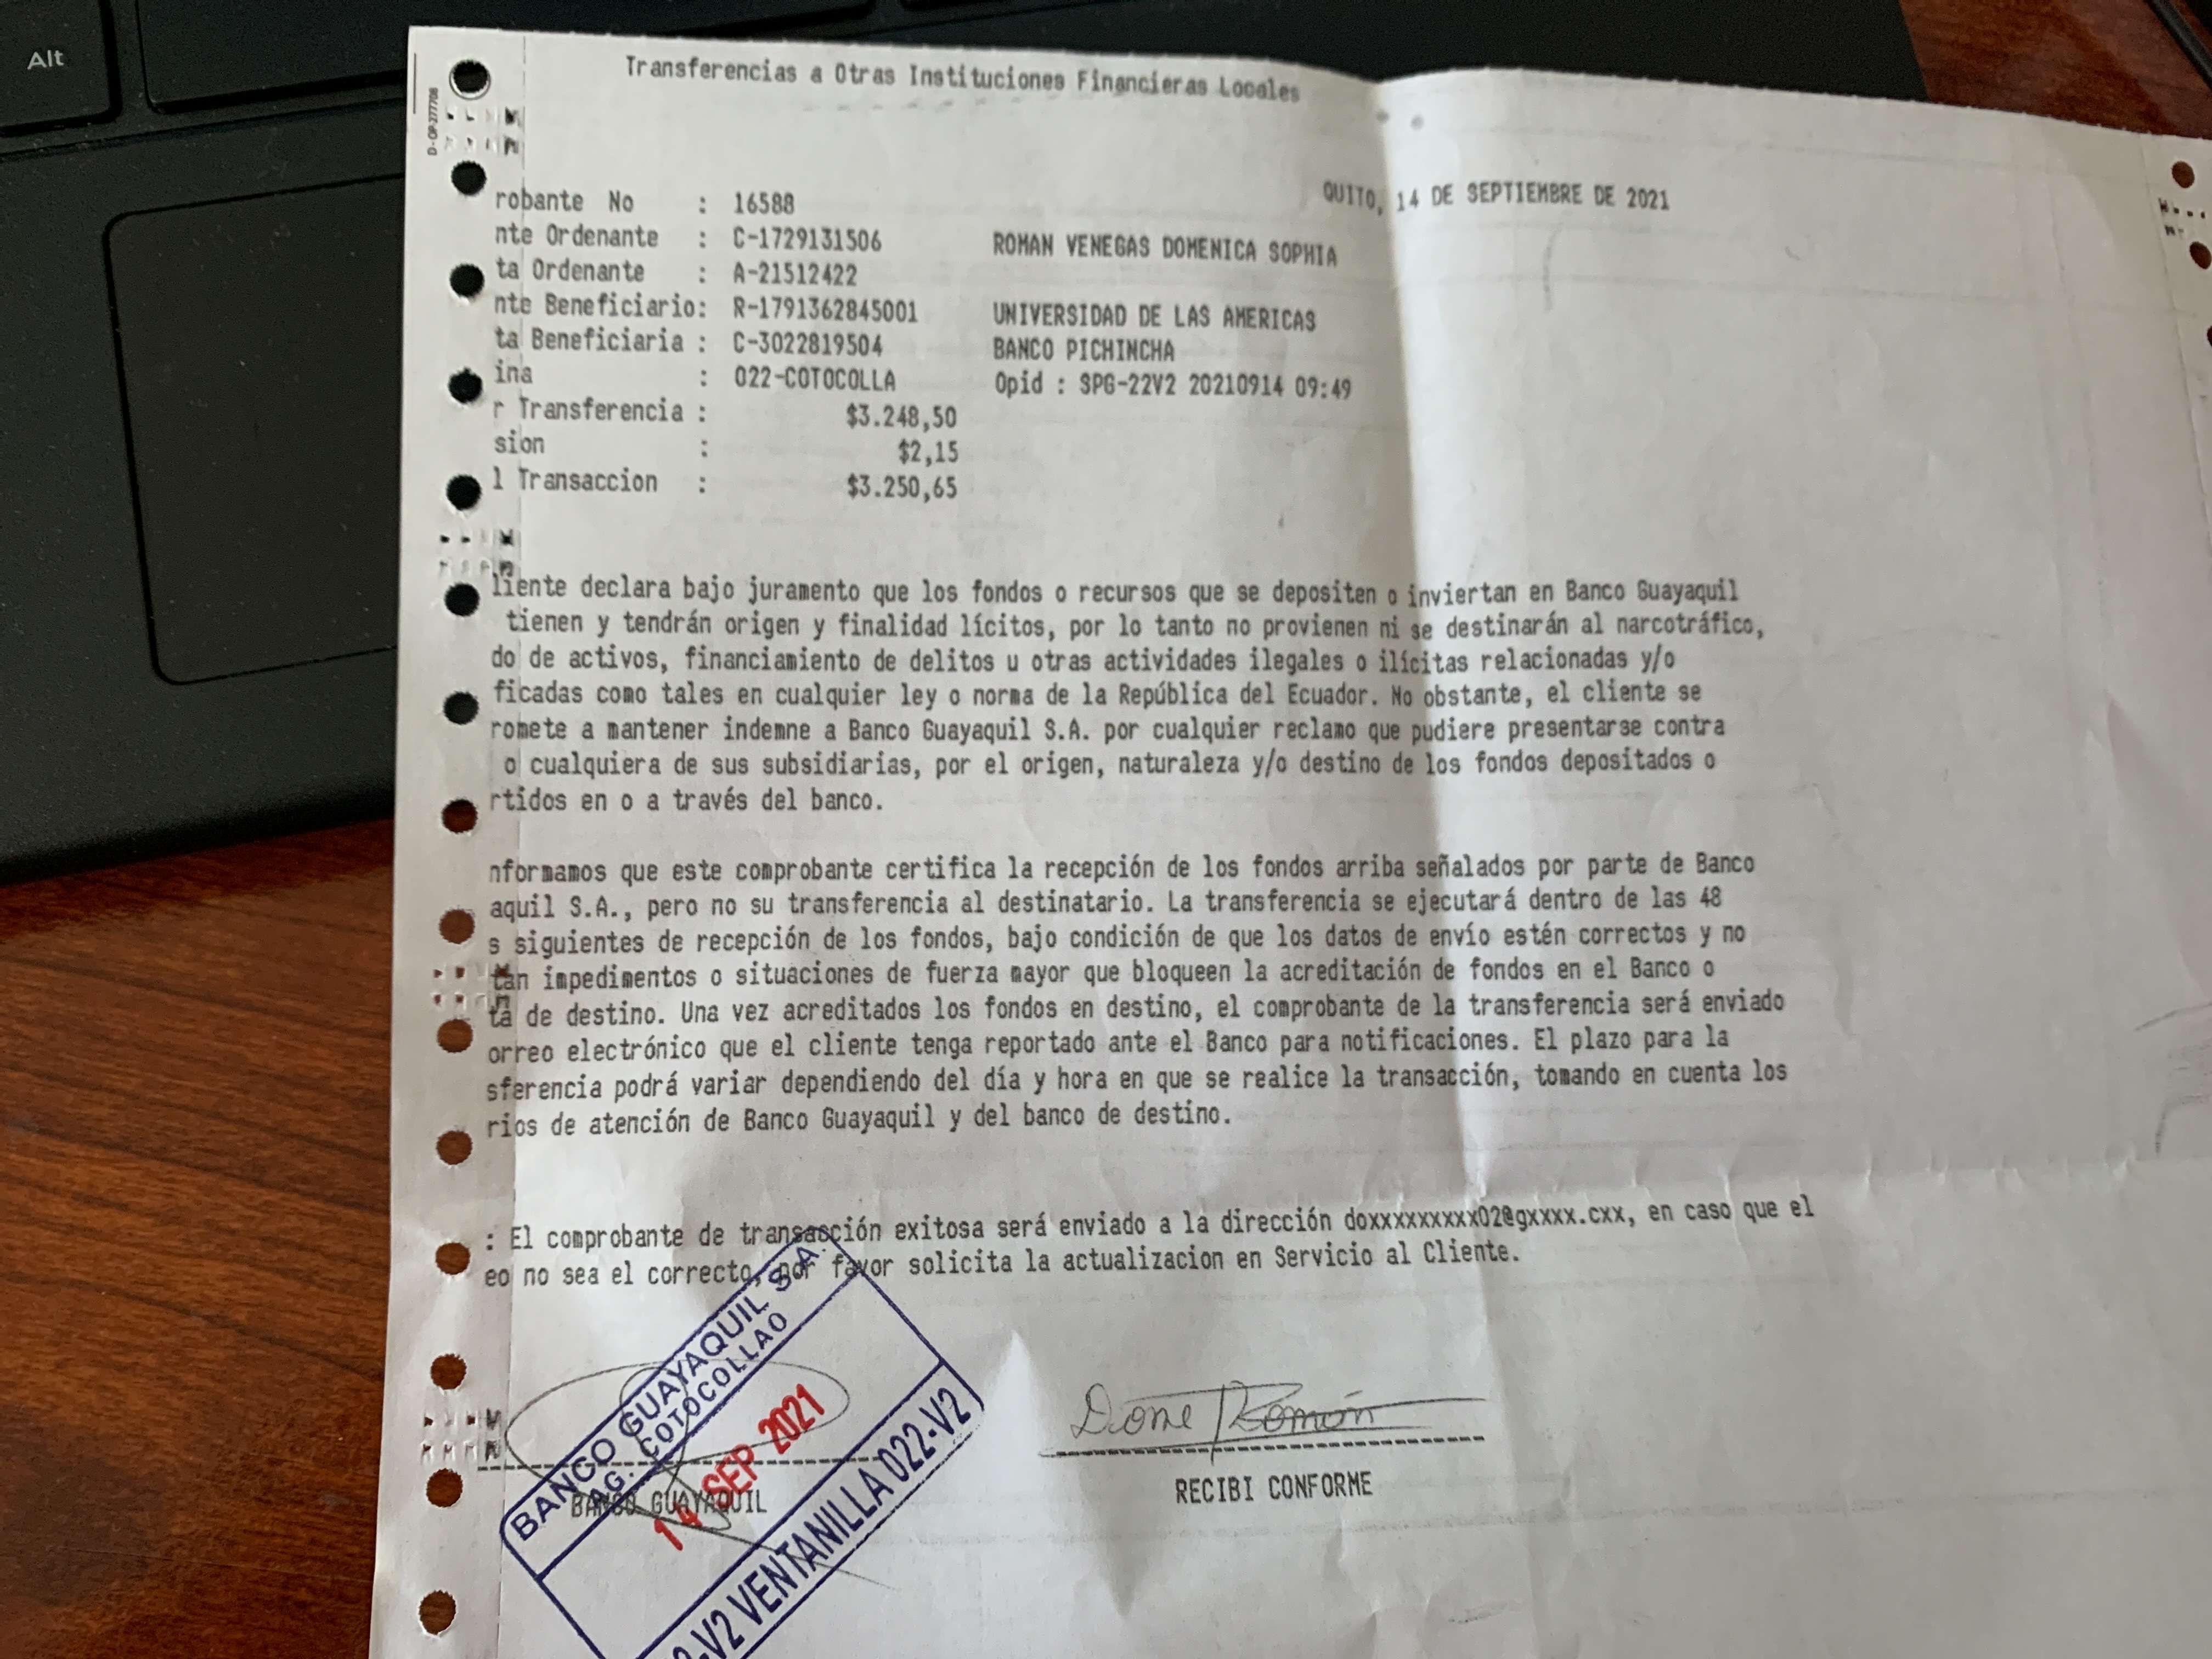 Alt
D-OP-277708
Transferencias a Otras Instituciones Financieras Locales
QUITO, 14 DE SEPTIEMBRE DE 2021
robante No : 16588
nte Ordenante : C-1729131506 ROMAN VENEGAS DOMENICA SOPHIA
ta Ordenante : A-21512422
nte Beneficiario: R-1791362845001 UNIVERSIDAD DE LAS AMERICAS
ta Beneficiaria : C-3022819504 BANCO PICHINCHA
ina : 022-COTOCOLLA Opid : SPG-22V2 20210914 09:49
r Transferencia : $3.248,50
sion : $2,15
l Transaccion : $3.250,65
liente declara bajo juramento que los fondos o recursos que se depositen o inviertan en Banco Guayaquil
tienen y tendrán origen y finalidad lícitos, por lo tanto no provienen ni se destinarán al narcotráfico,
do de activos, financiamiento de delitos u otras actividades ilegales o ilícitas relacionadas y/o
ficadas como tales en cualquier ley o norma de la República del Ecuador. No obstante, el cliente se
romete a mantener indemne a Banco Guayaquil S.A. por cualquier reclamo que pudiere presentarse contra
o cualquiera de sus subsidiarias, por el origen, naturaleza y/o destino de los fondos depositados o
rtidos en o a través del banco.
nformamos que este comprobante certifica la recepción de los fondos arriba señalados por parte de Banco
aquil S.A., pero no su transferencia al destinatario. La transferencia se ejecutará dentro de las 48
s siguientes de recepción de los fondos, bajo condición de que los datos de envío estén correctos y no
tan impedimentos o situaciones de fuerza mayor que bloqueen la acreditación de fondos en el Banco o
ta de destino. Una vez acreditados los fondos en destino, el comprobante de la transferencia será enviado
orreo electrónico que el cliente tenga reportado ante el Banco para notificaciones. El plazo para la
sferencia podrá variar dependiendo del día y hora en que se realice la transacción, tomando en cuenta los
rios de atención de Banco Guayaquil y del banco de destino.
: El comprobante de transacción exitosa será enviado a la dirección doxxxxxxxxxx02@gxxxx.cxx, en caso que el
eo no sea el correcto, por favor solicita la actualizacion en Servicio al Cliente.
BANCO GUAYAQUIL S.A.
AG. COTOCOLLAO
14 SEP 2021
2-V2 VENTANILLA 022-V2
BANCO GUAYAQUIL
Dome Román
RECIBI CONFORME